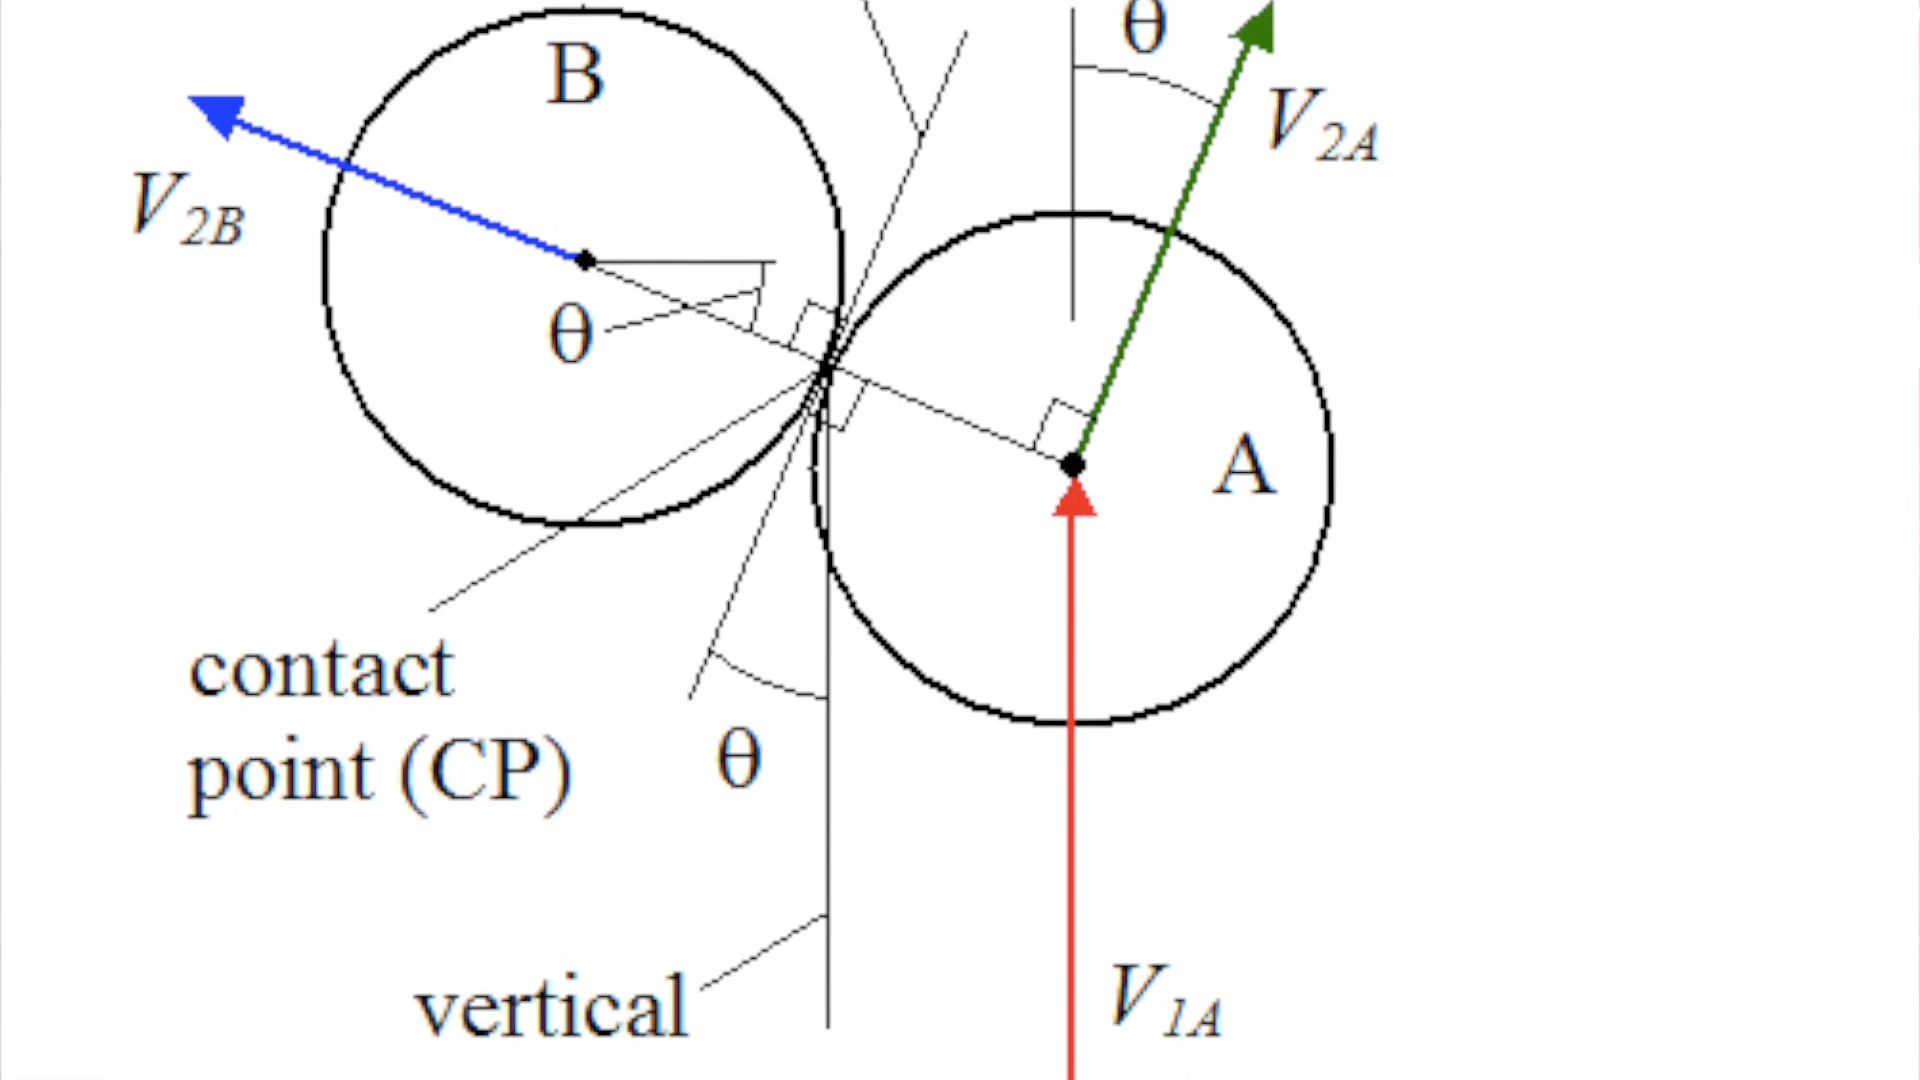 θ
B
V2A
V2B
θ
A
contact
point (CP)
θ
vertical
V1A